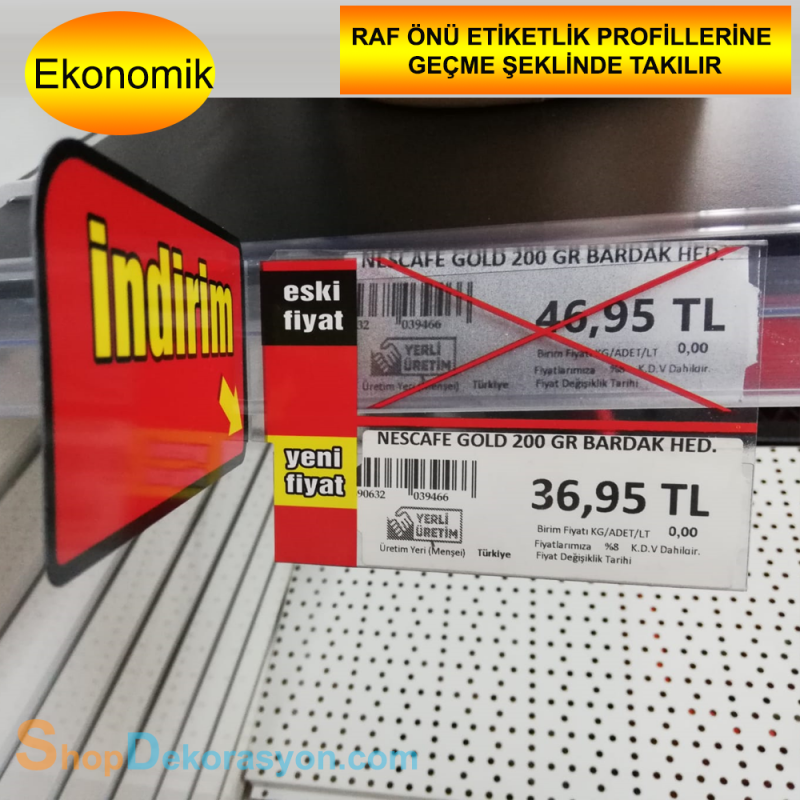 Ekonomik
RAF ÖNÜ ETİKETLİK PROFİLLERİNE
GEÇME ŞEKLİNDE TAKILIR
indirim
eski
fiyat
NESCAFE GOLD 200 GR BARDAK HED.
46,95 TL
039466
Birim Fiyatı KG/ADET/LT 0,00
YERLİ
ÜRETİM
Fiyatlarımıza %8 K.D.V Dahildir.
Üretim Yeri (Menşei) Türkiye Fiyat Değişiklik Tarihi
yeni
fiyat
NESCAFE GOLD 200 GR BARDAK HED.
36,95 TL
90632 039466
Birim Fiyatı KG/ADET/LT 0,00
YERLİ
ÜRETİM
Fiyatlarımıza %8 K.D.V Dahildir.
Üretim Yeri (Menşei) Türkiye Fiyat Değişiklik Tarihi
ShopDekorasyon.com